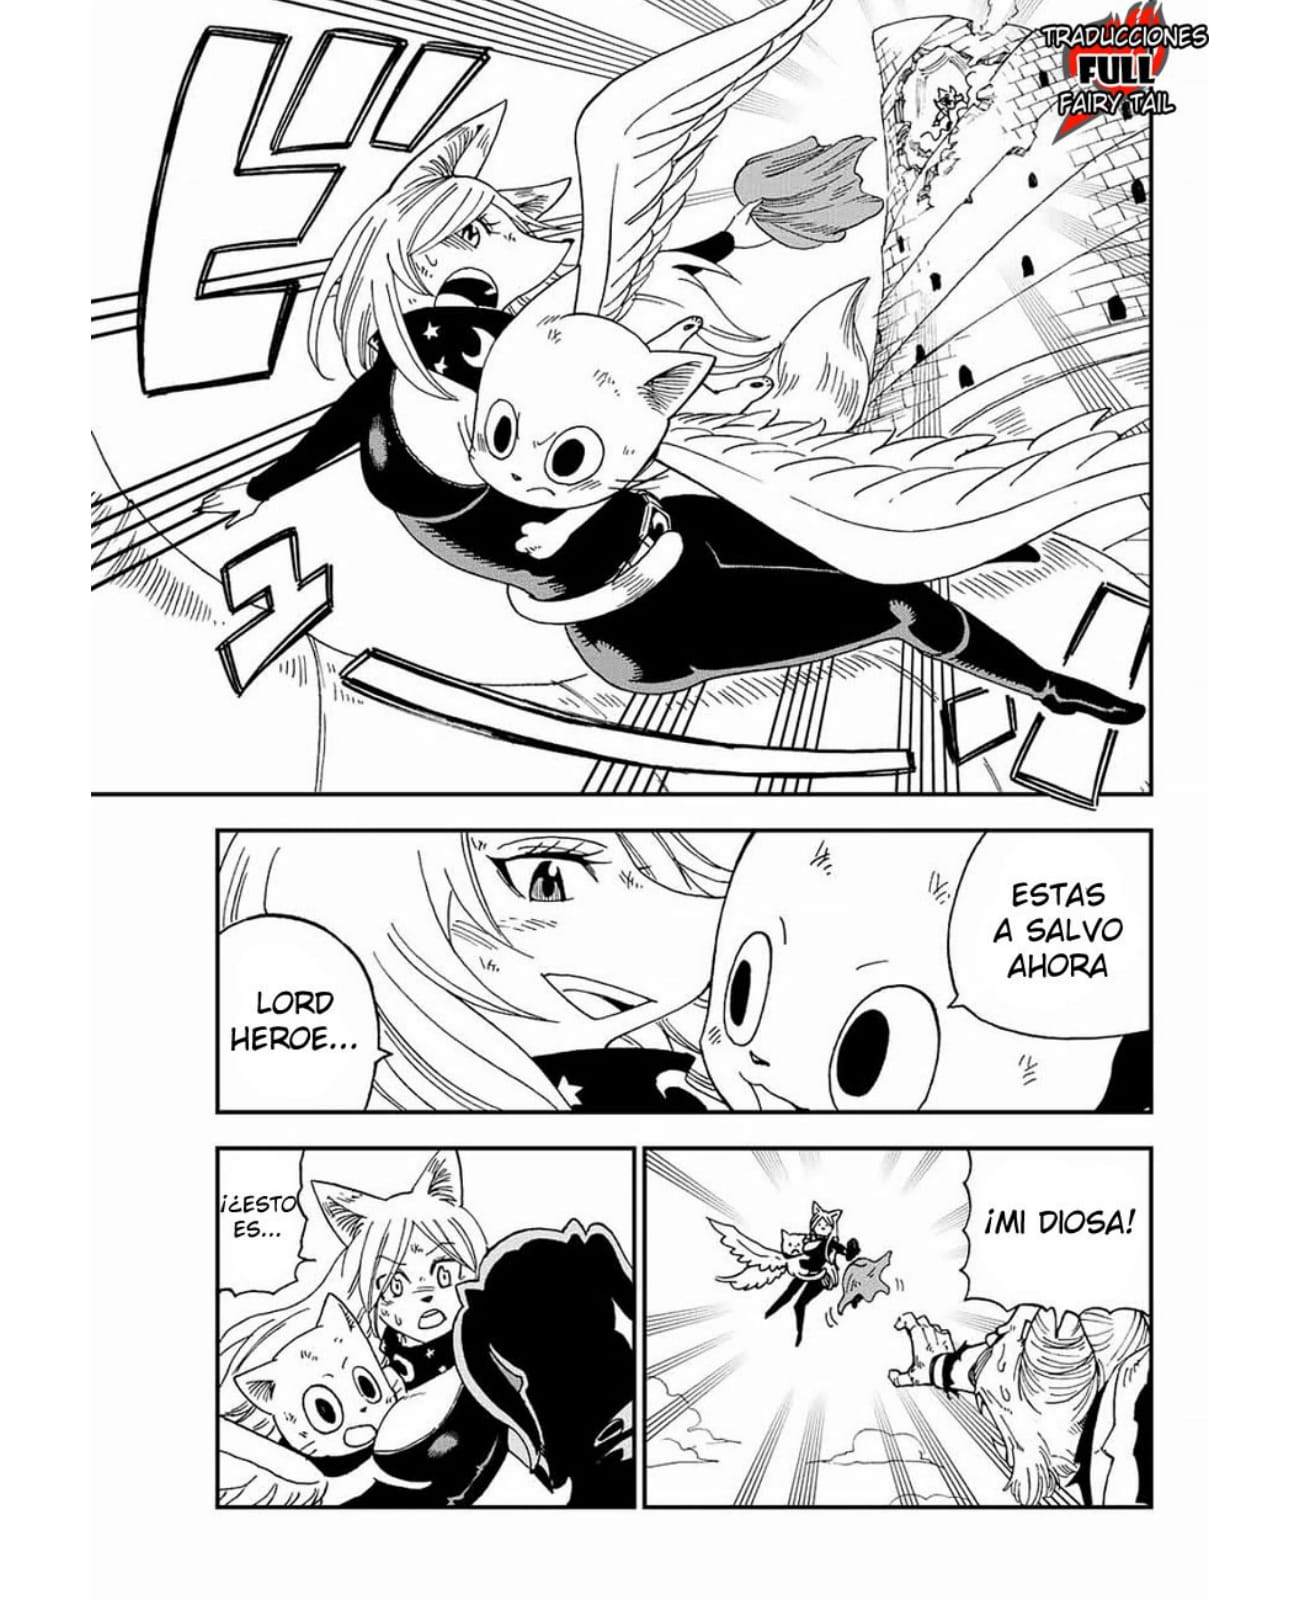 TRADUCCIONES
FULL
FAIRY TAIL
ESTAS
A SALVO
AHORA
LORD
HEROE...
¡MI DIOSA!
¡¿ESTO
ES...